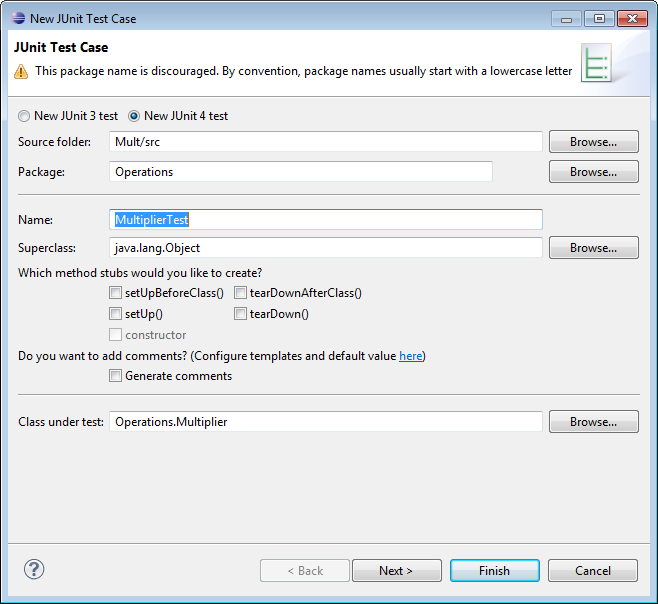 New JUnit Test Case
JUnit Test Case
This package name is discouraged. By convention, package names usually start with a lowercase letter
New JUnit 3 test New JUnit 4 test
Source folder: Mult/src Browse...
Package: Operations Browse...
Name: MultiplierTest
Superclass: java.lang.Object Browse...
Which method stubs would you like to create?
setUpBeforeClass() tearDownAfterClass()
setUp() tearDown()
constructor
Do you want to add comments? (Configure templates and default value here)
Generate comments
Class under test: Operations.Multiplier Browse...
? < Back Next > Finish Cancel